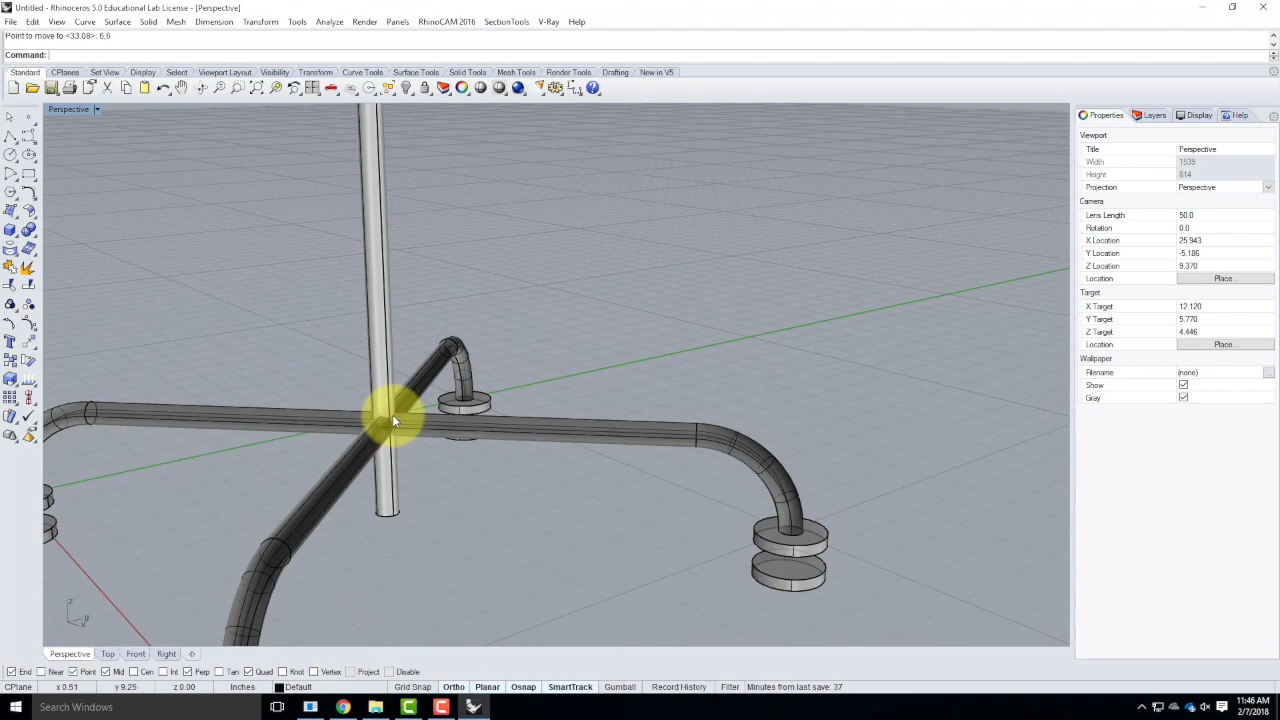 Untitled - Rhinoceros 5.0 Educational Lab License - [Perspective]
File Edit View Curve Surface Solid Mesh Dimension Transform Tools Analyze Render Panels RhinoCAM 2016 SectionTools V-Ray Help
Point to move to <33.08>: 6,6
Command:
Standard CPlanes Set View Display Select Viewport Layout Visibility Transform Curve Tools Surface Tools Solid Tools Mesh Tools Render Tools Drafting New in V5
Perspective
Properties Layers Display Help
Viewport
Title Perspective
Width 1539
Height 814
Projection Perspective
Camera
Lens Length 50.0
Rotation 0.0
X Location 25.943
Y Location -5.186
Z Location 9.370
Location Place...
Target
X Target 12.120
Y Target 5.770
Z Target 4.446
Location Place...
Wallpaper
Filename (none)
Show
Gray
z
y
x
Perspective Top Front Right
End Near Point Mid Cen Int Perp Tan Quad Knot Vertex Project Disable
CPlane x 0.51 y 9.25 z 0.00 Inches Default Grid Snap Ortho Planar Osnap SmartTrack Gumball Record History Filter Minutes from last save: 37
Search Windows
11:46 AM
2/7/2018